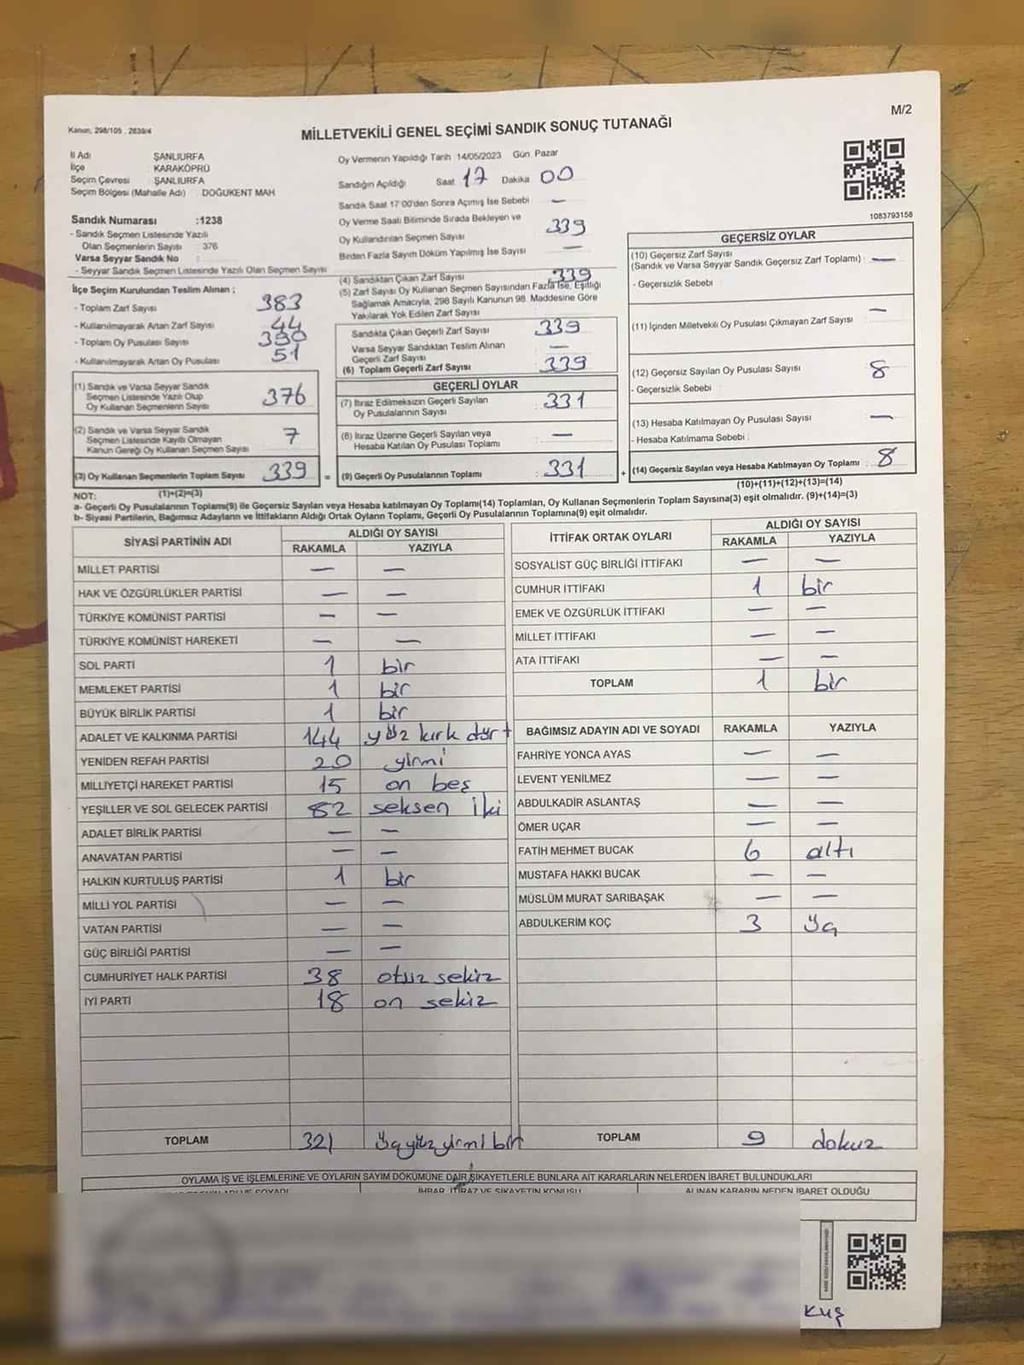 M/2
Kanun, 298/105 , 2839/4
MİLLETVEKİLİ GENEL SEÇİMİ SANDIK SONUÇ TUTANAĞI
İl Adı ŞANLIURFA
İlçe KARAKÖPRÜ
Seçim Çevresi : ŞANLIURFA
Seçim Bölgesi (Mahalle Adı) DOĞUKENT MAH
Sandık Numarası :1238
- Sandık Seçmen Listesinde Yazılı
Olan Seçmenlerin Sayısı : 376
Varsa Seyyar Sandık No :
- Seyyar Sandık Seçmen Listesinde Yazılı Olan Seçmen Sayısı
Oy Vermenin Yapıldığı Tarih 14/05/2023 Gün Pazar
Sandığın Açıldığı Saat 17 Dakika 00
Sandık Saat 17:00'den Sonra Açılmış İse Sebebi —
Oy Verme Saati Bitiminde Sırada Bekleyen ve
Oy Kullandırılan Seçmen Sayısı 339
Birden Fazla Sayım Döküm Yapılmış İse Sayısı —
1083793158
İlçe Seçim Kurulundan Teslim Alınan ;
- Toplam Zarf Sayısı 383
- Kullanılmayarak Artan Zarf Sayısı 44
- Toplam Oy Pusulası Sayısı 390
- Kullanılmayarak Artan Oy Pusulası 51
(4) Sandıktan Çıkan Zarf Sayısı 339
(5) Zarf Sayısı Oy Kullanan Seçmen Sayısından Fazla İse, Eşitliği
Sağlamak Amacıyla, 298 Sayılı Kanunun 98. Maddesine Göre
Yakılarak Yok Edilen Zarf Sayısı
Sandıkta Çıkan Geçerli Zarf Sayısı 339
Varsa Seyyar Sandıktan Teslim Alınan
Geçerli Zarf Sayısı —
(6) Toplam Geçerli Zarf Sayısı 339
GEÇERSİZ OYLAR
(10) Geçersiz Zarf Sayısı
(Sandık ve Varsa Seyyar Sandık Geçersiz Zarf Toplamı) : —
- Geçersizlik Sebebi
(11) İçinden Milletvekili Oy Pusulası Çıkmayan Zarf Sayısı —
(12) Geçersiz Sayılan Oy Pusulası Sayısı 8
- Geçersizlik Sebebi
(13) Hesaba Katılmayan Oy Pusulası Sayısı —
- Hesaba Katılmama Sebebi
(14) Geçersiz Sayılan veya Hesaba Katılmayan Oy Toplamı : 8
(1) Sandık ve Varsa Seyyar Sandık
Seçmen Listesinde Yazılı Olup
Oy Kullanan Seçmenlerin Sayısı 376
(2) Sandık ve Varsa Seyyar Sandık
Seçmen Listesinde Kayıtlı Olmayan
Kanun Gereği Oy Kullanan Seçmen Sayısı 7
(3) Oy Kullanan Seçmenlerin Toplam Sayısı 339 =
GEÇERLİ OYLAR
(7) İtiraz Edilmeksizin Geçerli Sayılan
Oy Pusulalarının Sayısı 331
(8) İtiraz Üzerine Geçerli Sayılan veya
Hesaba Katılan Oy Pusulası Toplamı —
(9) Geçerli Oy Pusulalarının Toplamı 331 +
NOT: (1)+(2)=(3) (10)+(11)+(12)+(13)=(14)
a- Geçerli Oy Pusulalarının Toplamı(9) ile Geçersiz Sayılan veya Hesaba katılmayan Oy Toplamı(14) Toplamları, Oy Kullanan Seçmenlerin Toplam Sayısına(3) eşit olmalıdır. (9)+(14)=(3)
b- Siyasi Partilerin, Bağımsız Adayların ve İttifakların Aldığı Ortak Oyların Toplamı, Geçerli Oy Pusulalarının Toplamına(9) eşit olmalıdır.
SİYASİ PARTİNİN ADI ALDIĞI OY SAYISI
RAKAMLA YAZIYLA
MİLLET PARTİSİ — —
HAK VE ÖZGÜRLÜKLER PARTİSİ — —
TÜRKİYE KOMÜNİST PARTİSİ — —
TÜRKİYE KOMÜNİST HAREKETİ — —
SOL PARTİ 1 bir
MEMLEKET PARTİSİ 1 bir
BÜYÜK BİRLİK PARTİSİ 1 bir
ADALET VE KALKINMA PARTİSİ 144 yüz kırk dört
YENİDEN REFAH PARTİSİ 20 yirmi
MİLLİYETÇİ HAREKET PARTİSİ 15 on beş
YEŞİLLER VE SOL GELECEK PARTİSİ 82 seksen iki
ADALET BİRLİK PARTİSİ — —
ANAVATAN PARTİSİ — —
HALKIN KURTULUŞ PARTİSİ 1 bir
MİLLİ YOL PARTİSİ — —
VATAN PARTİSİ — —
GÜÇ BİRLİĞİ PARTİSİ — —
CUMHURİYET HALK PARTİSİ 38 otuz sekiz
İYİ PARTİ 18 on sekiz
TOPLAM 321 üçyüzyirmi bir
İTTİFAK ORTAK OYLARI ALDIĞI OY SAYISI
RAKAMLA YAZIYLA
SOSYALİST GÜÇ BİRLİĞİ İTTİFAKI — —
CUMHUR İTTİFAKI 1 bir
EMEK VE ÖZGÜRLÜK İTTİFAKI — —
MİLLET İTTİFAKI — —
ATA İTTİFAKI — —
TOPLAM 1 bir
BAĞIMSIZ ADAYIN ADI VE SOYADI RAKAMLA YAZIYLA
FAHRİYE YONCA AYAS — —
LEVENT YENİLMEZ — —
ABDULKADİR ASLANTAŞ — —
ÖMER UÇAR — —
FATİH MEHMET BUCAK 6 altı
MUSTAFA HAKKI BUCAK — —
MÜSLÜM MURAT SARIBAŞAK — —
ABDULKERİM KOÇ 3 üç
TOPLAM 9 dokuz
OYLAMA İŞ VE İŞLEMLERİNE VE OYLARIN SAYIM DÖKÜMÜNE DAİR ŞİKAYETLERLE BUNLARA AİT KARARLARIN NELERDEN İBARET BULUNDUKLARI
İHBAR, İTİRAZ VE ŞİKAYETİN KONUSU ALINAN KARARIN NEDEN İBARET OLDUĞU
KUŞ